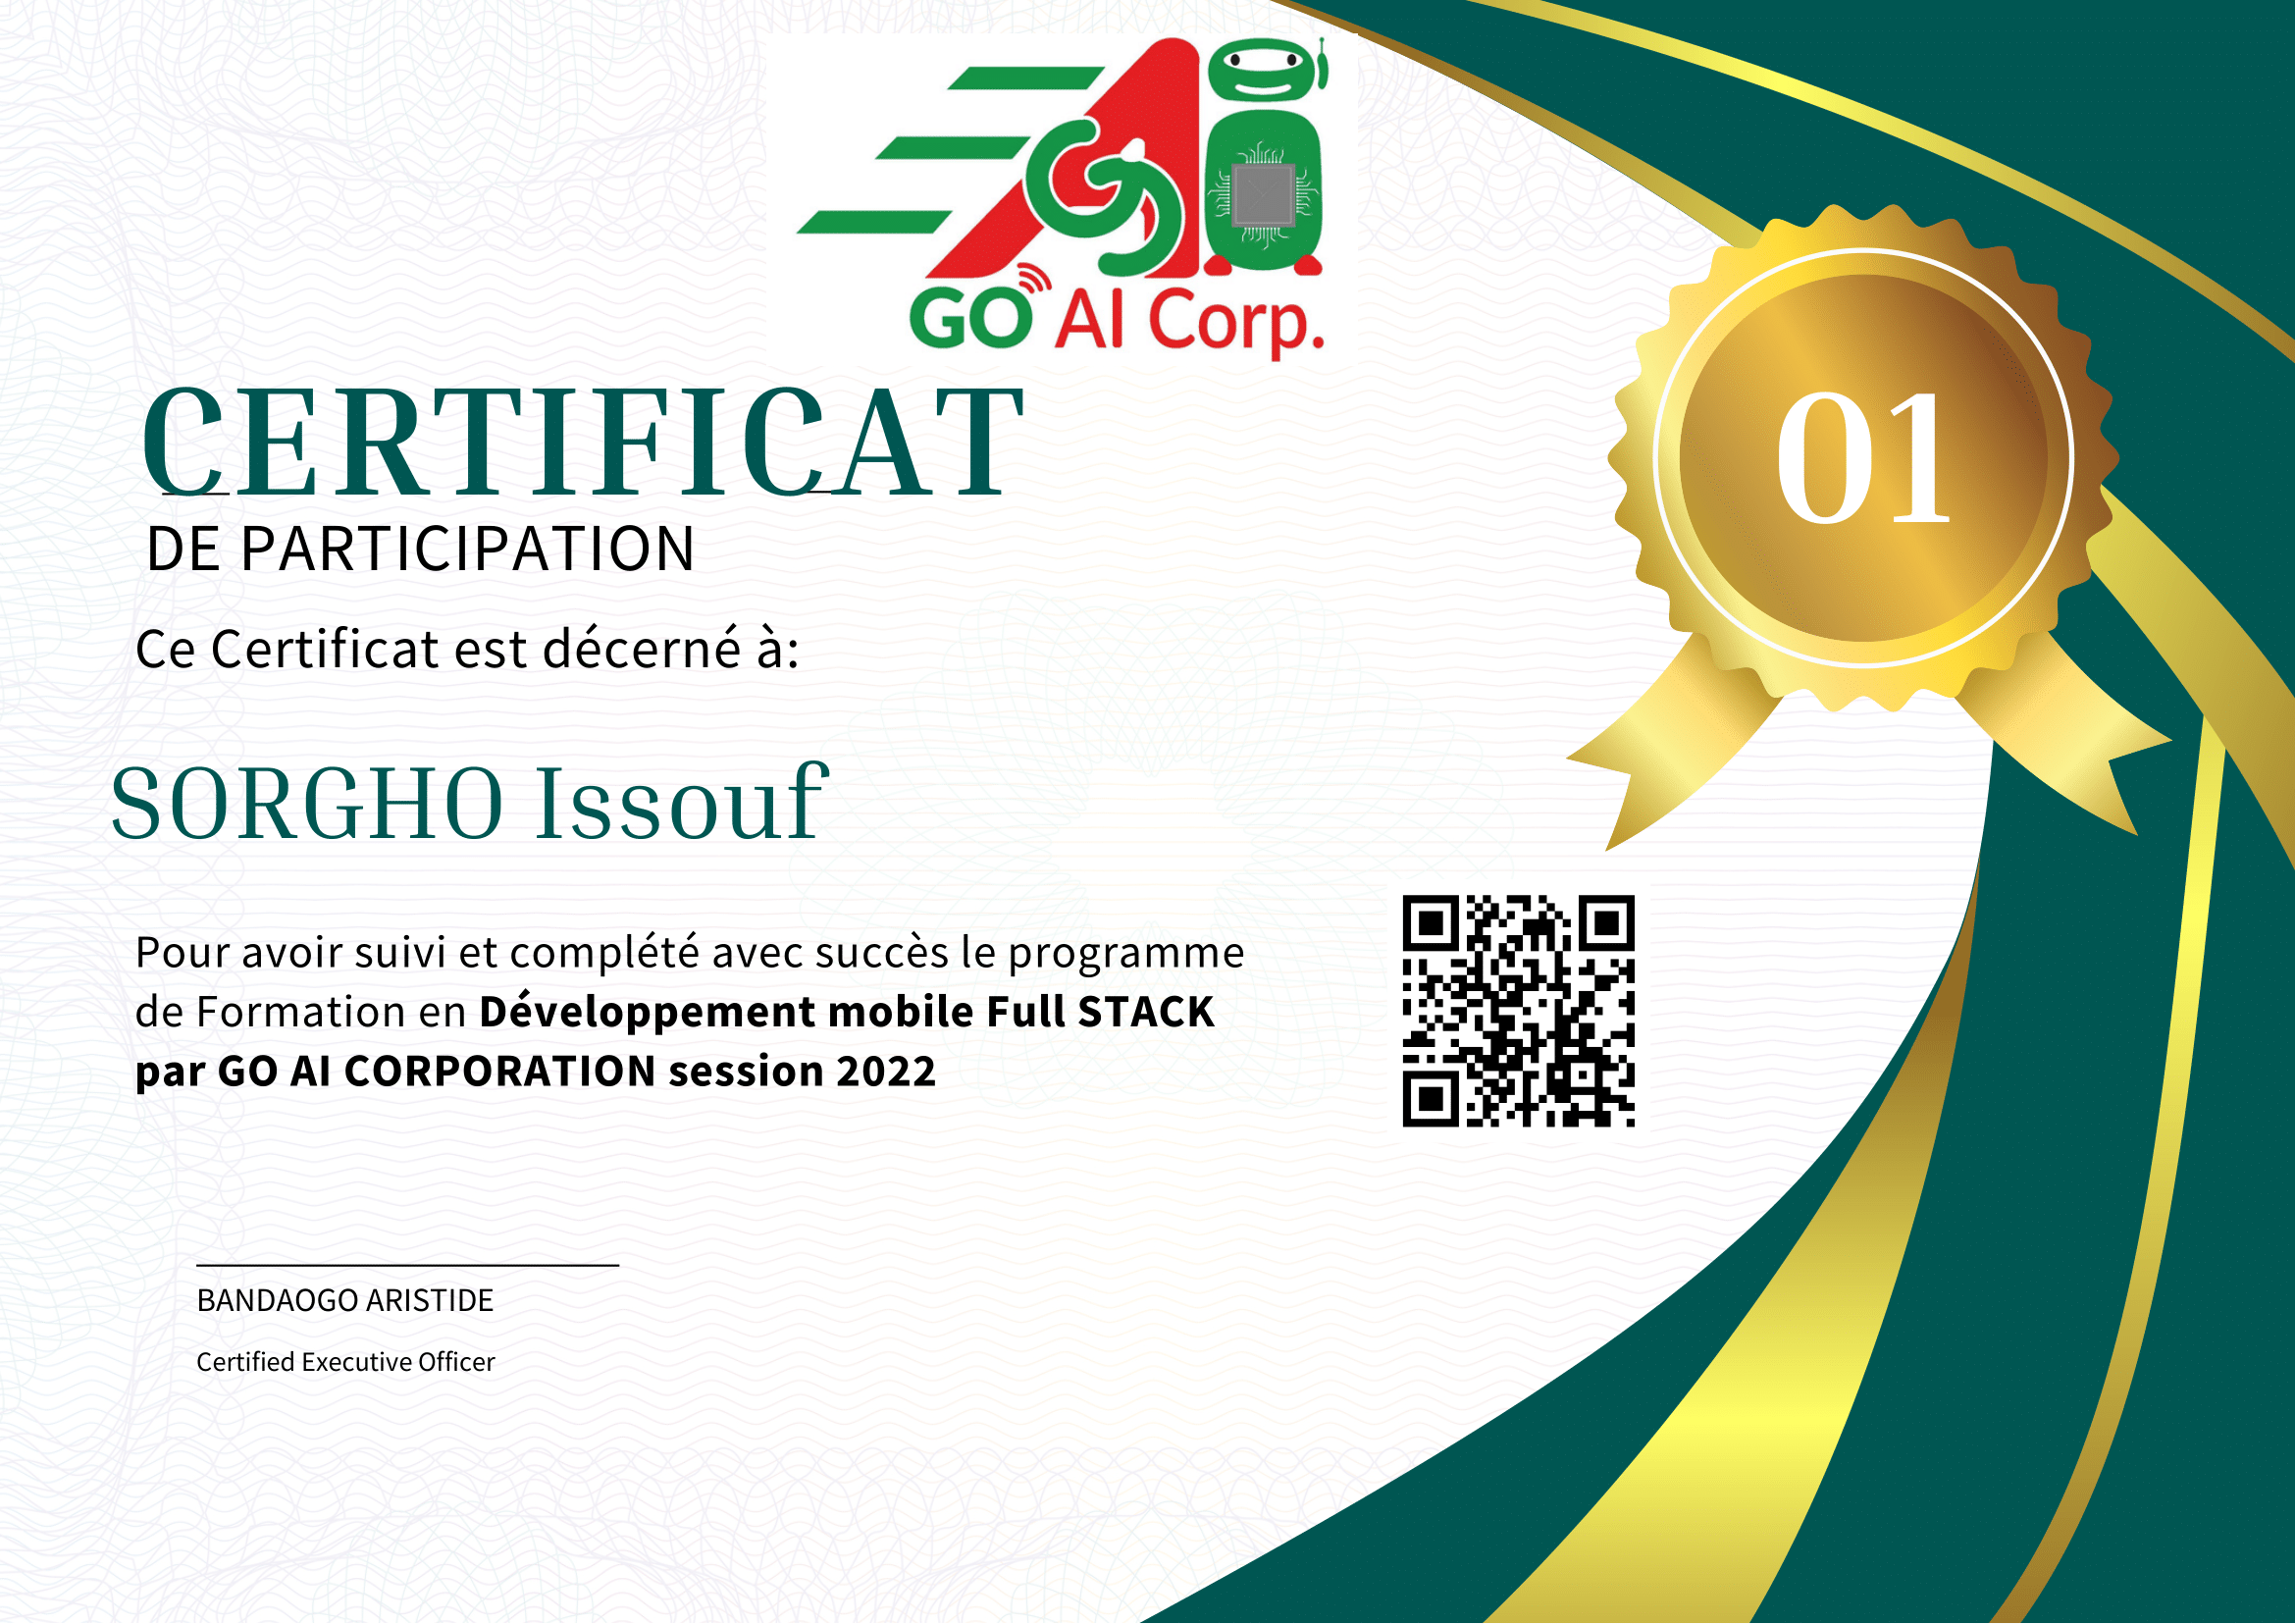 GO AI Corp.
CERTIFICAT
DE PARTICIPATION
01
Ce Certificat est décerné à:
SORGHO Issouf
Pour avoir suivi et complété avec succès le programme
de Formation en Développement mobile Full STACK
par GO AI CORPORATION session 2022
BANDAOGO ARISTIDE
Certified Executive Officer